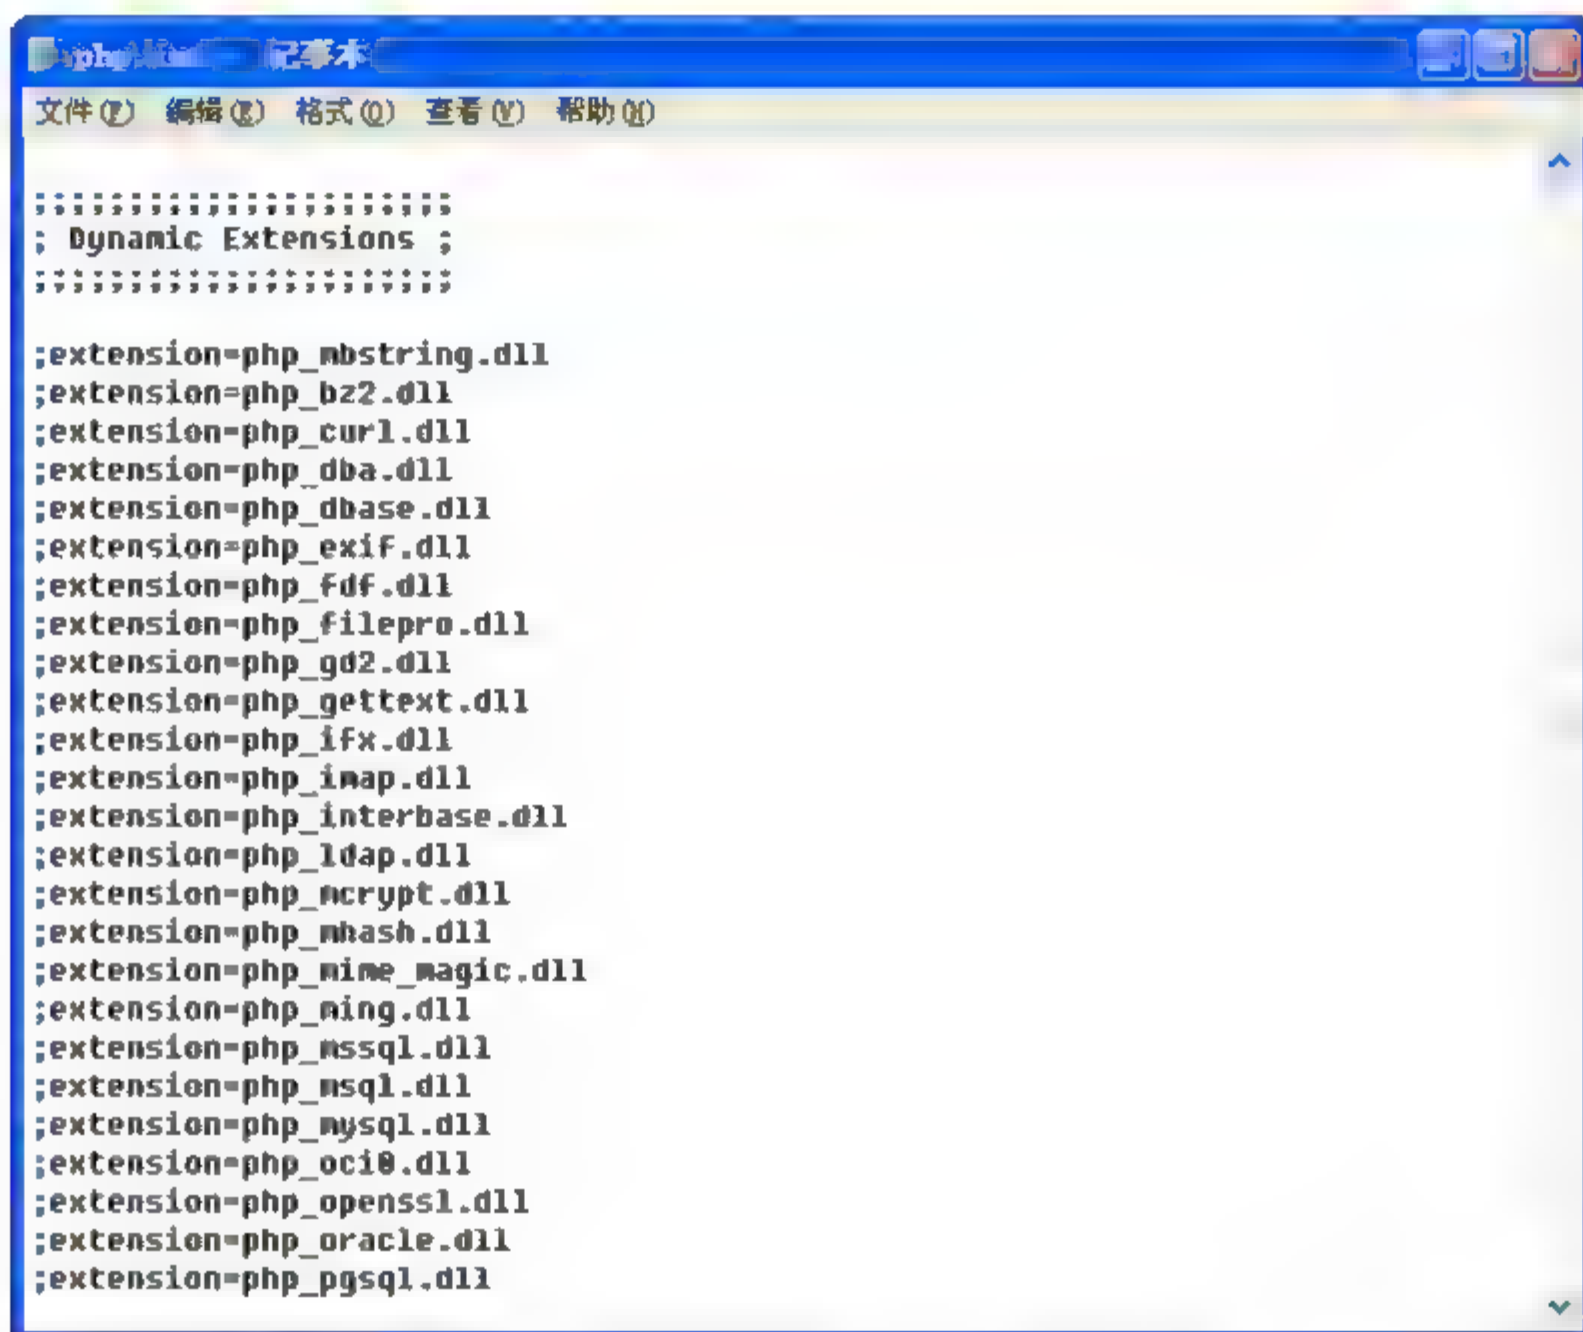 记事本
文件(F) 编辑(E) 格式(O) 查看(V) 帮助(H)
;;;;;;;;;;;;;;;;;;;;;;
; Dynamic Extensions ;
;;;;;;;;;;;;;;;;;;;;;;
;extension=php_mbstring.dll
;extension=php_bz2.dll
;extension=php_curl.dll
;extension=php_dba.dll
;extension=php_dbase.dll
;extension=php_exif.dll
;extension=php_fdf.dll
;extension=php_filepro.dll
;extension=php_gd2.dll
;extension=php_gettext.dll
;extension=php_ifx.dll
;extension=php_imap.dll
;extension=php_interbase.dll
;extension=php_ldap.dll
;extension=php_mcrypt.dll
;extension=php_mhash.dll
;extension=php_mime_magic.dll
;extension=php_ming.dll
;extension=php_mssql.dll
;extension=php_msql.dll
;extension=php_mysql.dll
;extension=php_oci8.dll
;extension=php_openssl.dll
;extension=php_oracle.dll
;extension=php_pgsql.dll